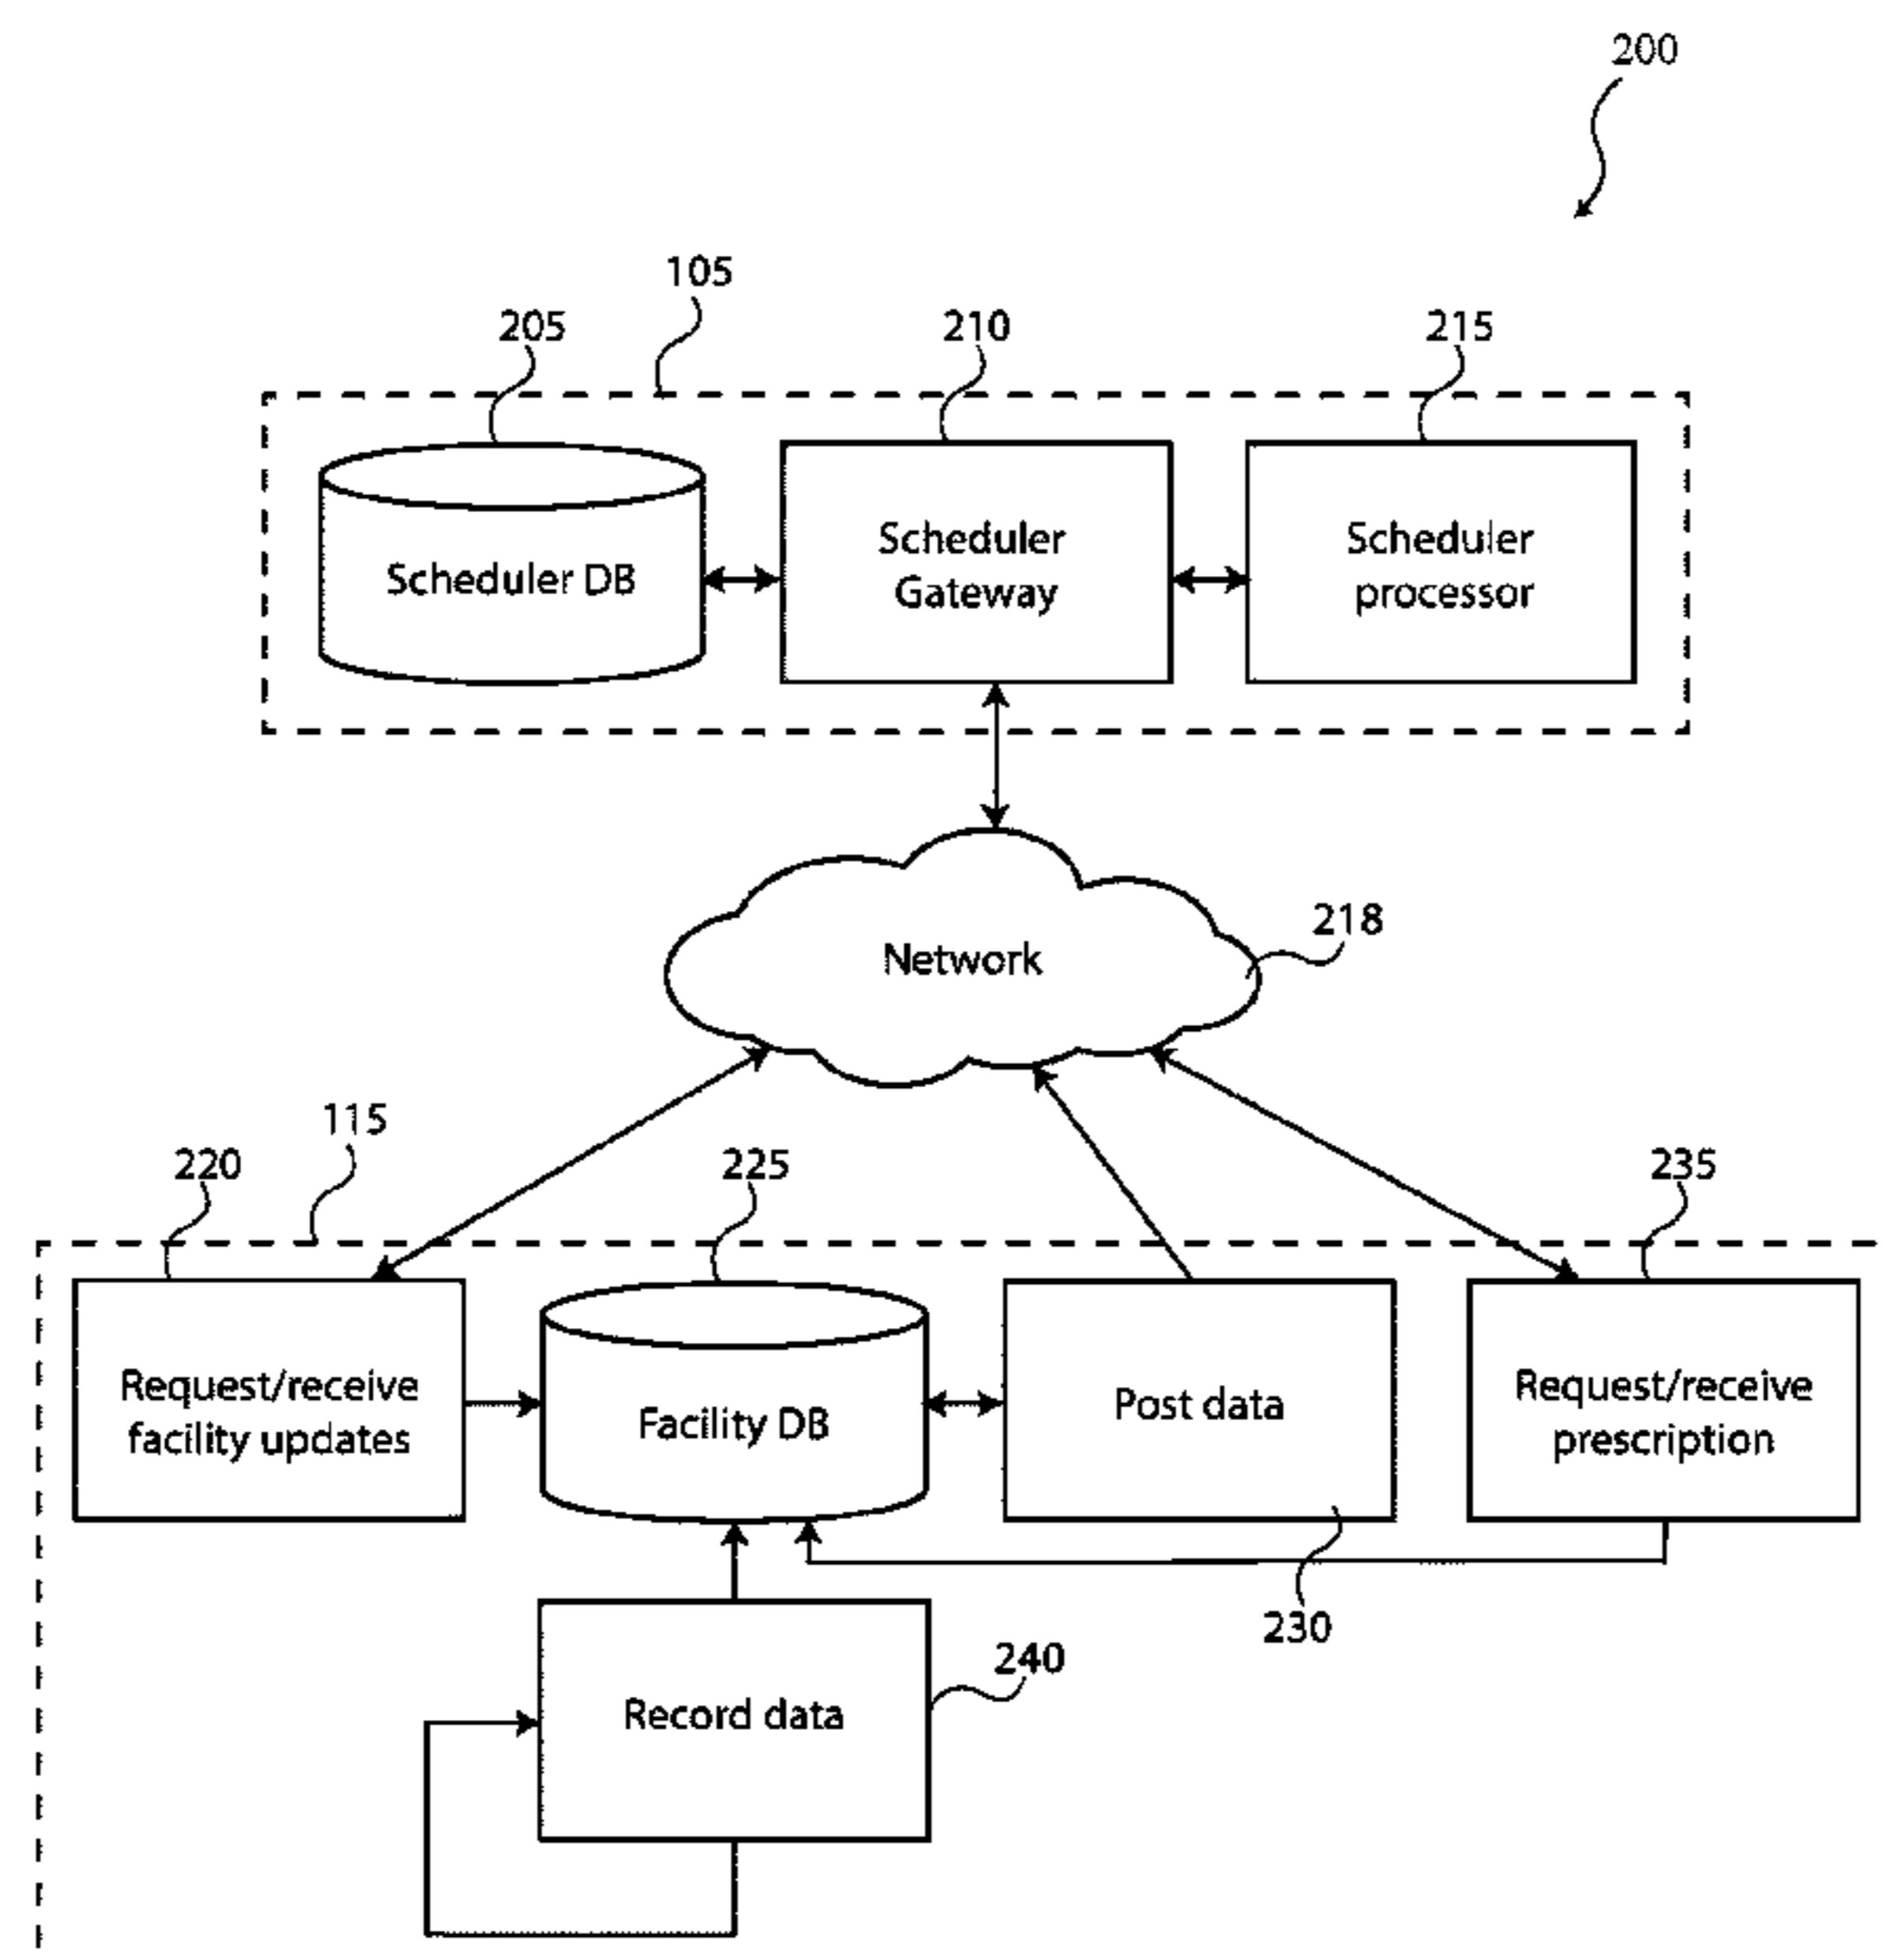 200
105
205
210
215
Scheduler DB
Scheduler
Gateway
Scheduler
processor
218
Network
115
220
225
235
Request/receive
facility updates
Facility DB
Post data
Request/receive
prescription
230
240
Record data